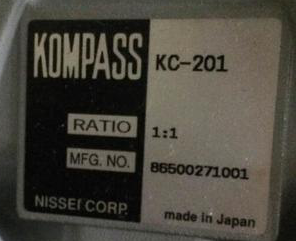 KOMPASS KC-201
RATIO 1:1
MFG. NO. 86500271001
NISSEI CORP. made in Japan